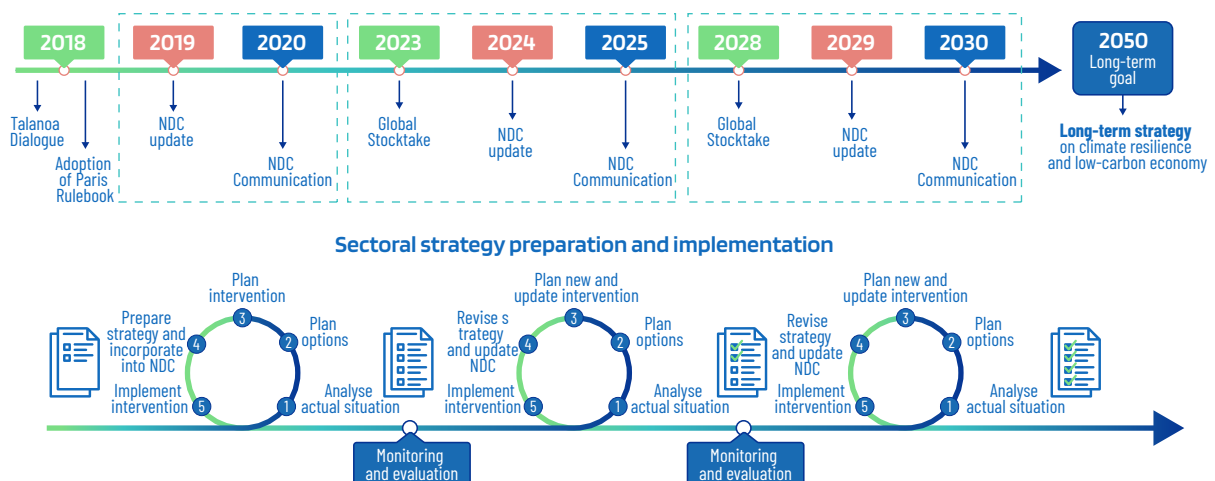 2018
2019
2020
2023
2024
2025
2028
2029
2030
2050
Long-term
goal
Talanoa
Dialogue
Adoption
of Paris
Rulebook
NDC
update
NDC
Communication
Global
Stocktake
NDC
update
NDC
Communication
Global
Stocktake
NDC
update
NDC
Communication
Long-term strategy
on climate resilience
and low-carbon economy
Sectoral strategy preparation and implementation
Plan
intervention
3
Prepare
strategy and
incorporate
into NDC
4
2
Plan
options
Implement
intervention
5
1
Analyse
actual situation
Plan new and
update intervention
3
Revise s
trategy
and update
NDC
4
2
Plan
options
Implement
intervention
5
1
Analyse
actual situation
Plan new and
update intervention
3
Revise
strategy
and update
NDC
4
2
Plan
options
Implement
intervention
5
1
Analyse
actual situation
Monitoring
and evaluation
Monitoring
and evaluation